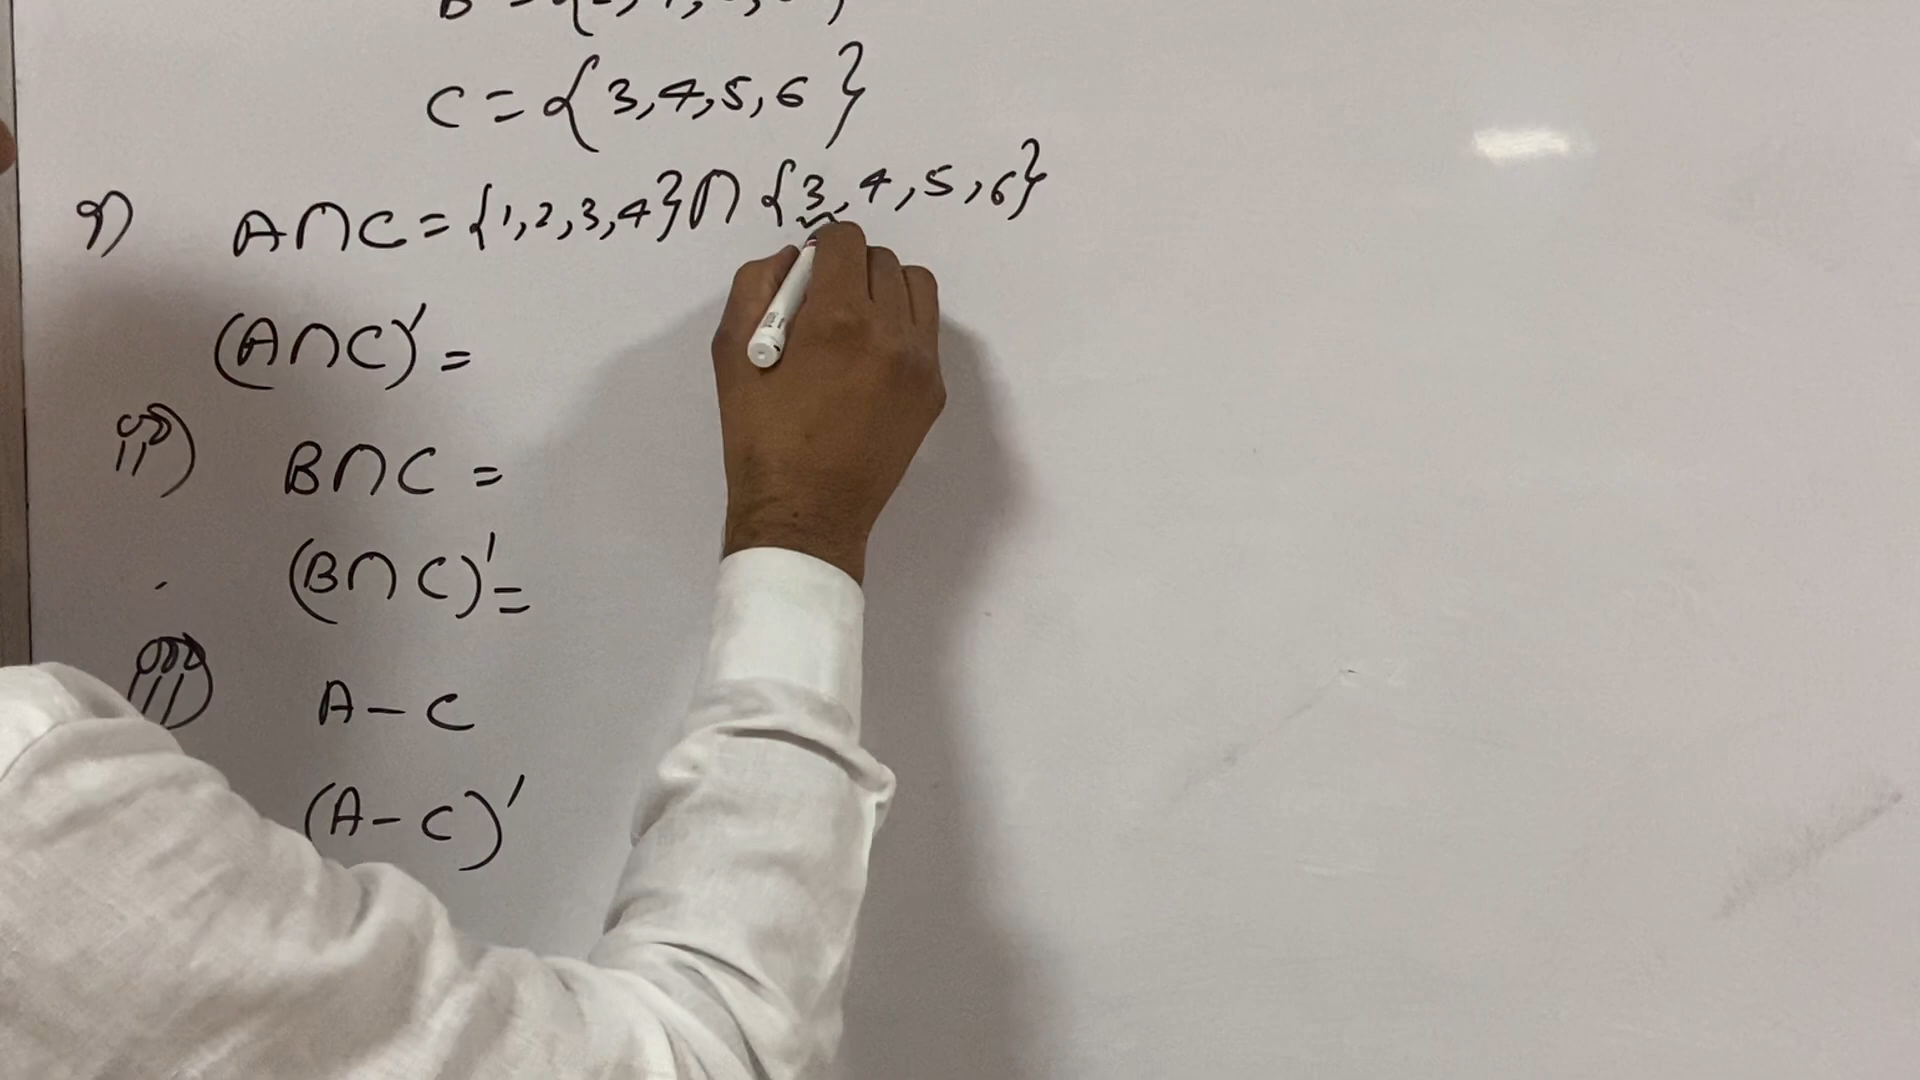 C = {3,4,5,6}
i) A∩C = {1,2,3,4}∩{3,4,5,6}
(A∩C)' =
ii) B∩C =
(B∩C)' =
iii) A-C
(A-C)'